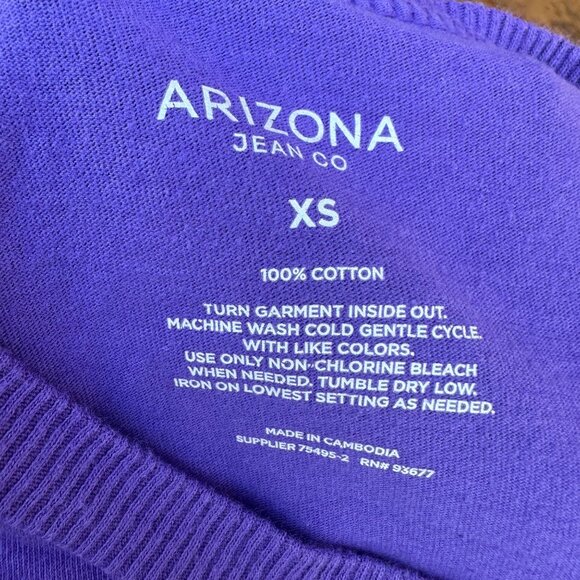 ARIZONA
JEAN CO
XS
100% COTTON
TURN GARMENT INSIDE OUT.
MACHINE WASH COLD GENTLE CYCLE.
WITH LIKE COLORS.
USE ONLY NON-CHLORINE BLEACH
WHEN NEEDED. TUMBLE DRY LOW.
IRON ON LOWEST SETTING AS NEEDED.
MADE IN CAMBODIA
SUPPLIER 75495-2 RN# 93677